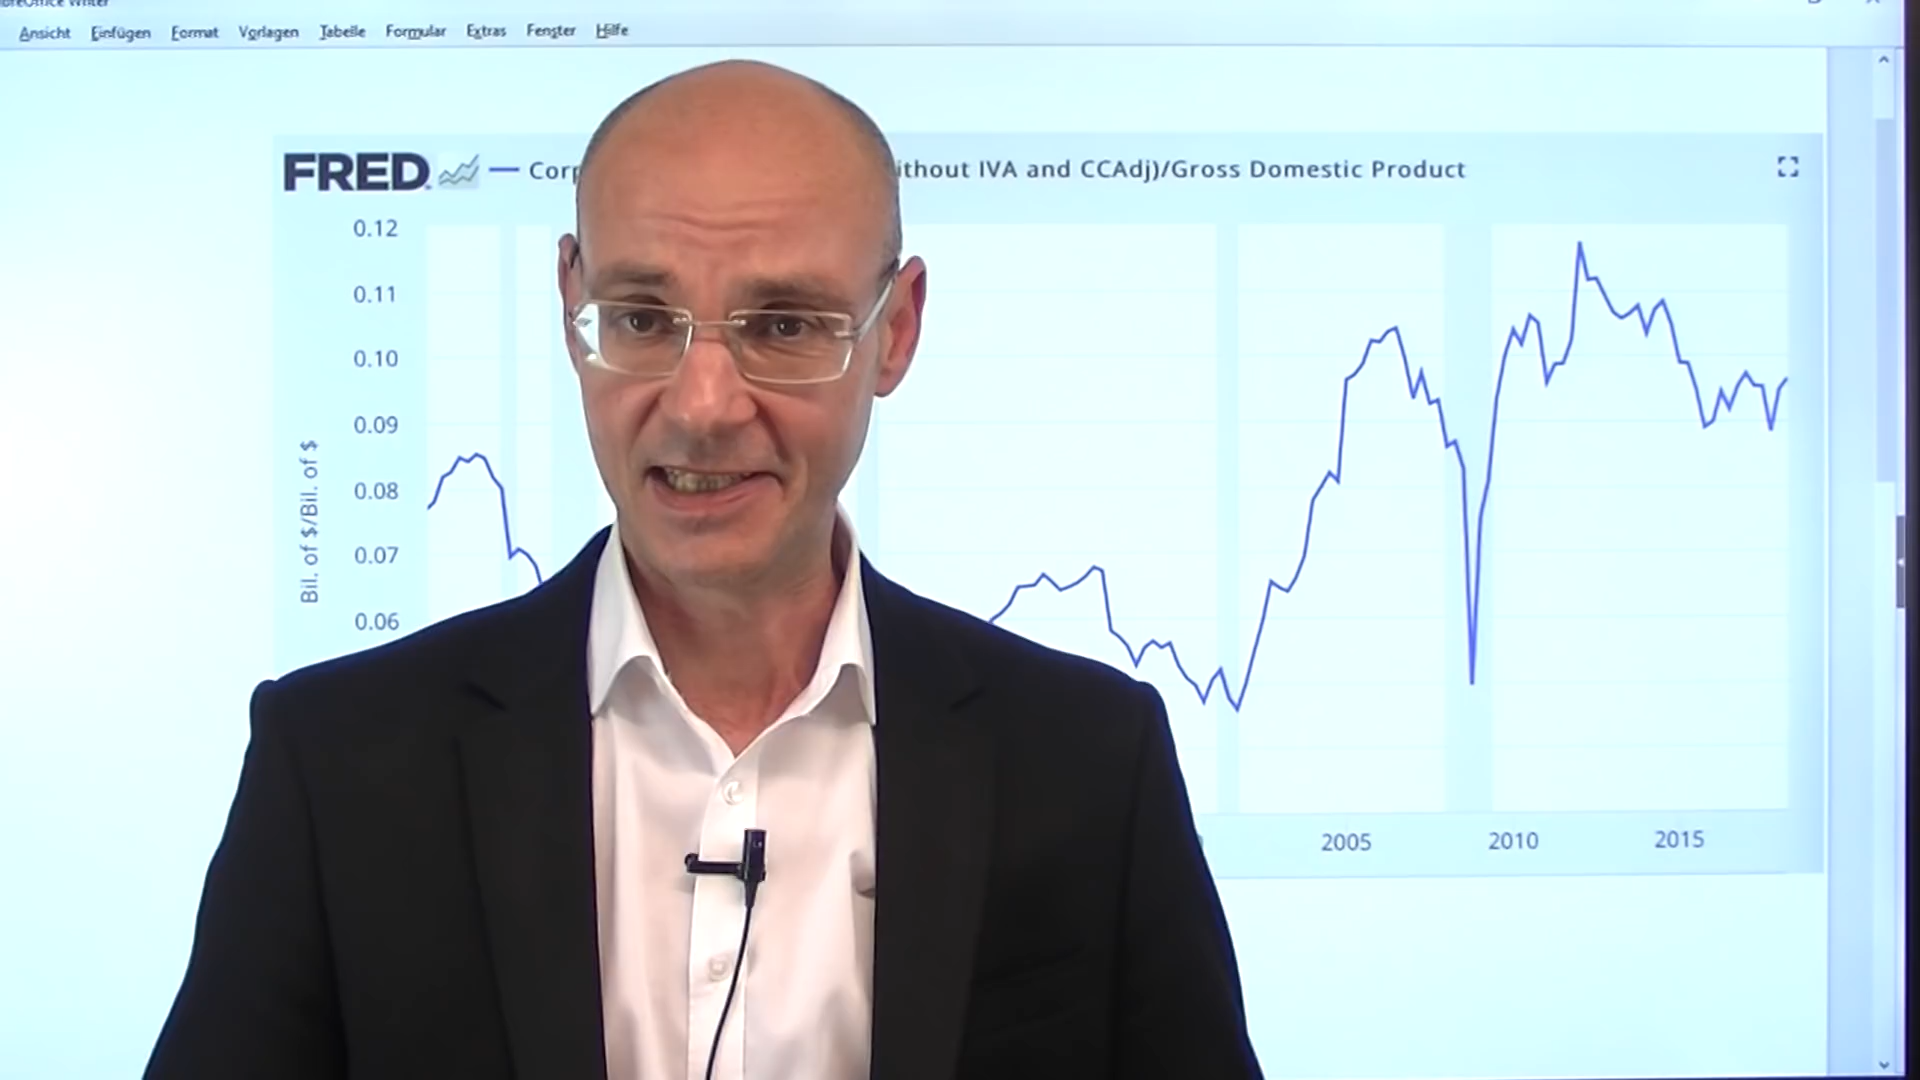 Writer
Ansicht Einfügen Format Vorlagen Tabelle Formular Extras Fenster Hilfe
FRED — Corp ithout IVA and CCAdj)/Gross Domestic Product
0.12
0.11
0.10
0.09
0.08
0.07
0.06
Bil. of $/Bil. of $
2005 2010 2015